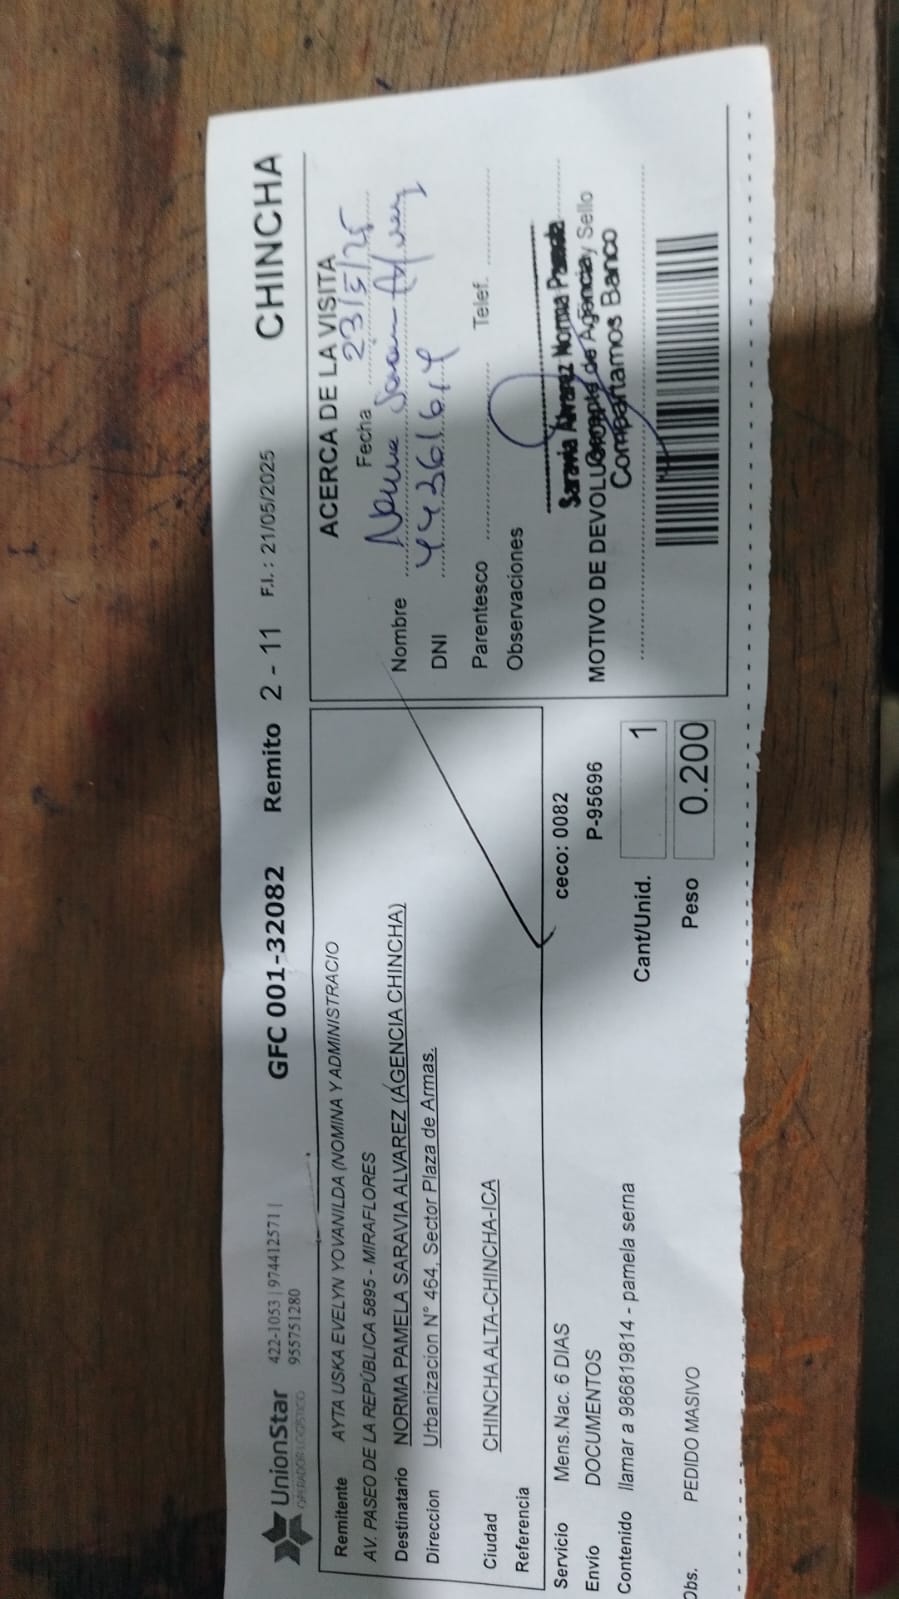 UnionStar
OPERADOR LOGISTICO
422-1053 | 974412571 |
955751280
GFC 001-32082
Remito 2 - 11
F.I. : 21/05/2025
CHINCHA
Remitente AYTA USKA EVELYN YOVANILDA (NOMINA Y ADMINISTRACIO
AV. PASEO DE LA REPÚBLICA 5895 - MIRAFLORES
Destinatario NORMA PAMELA SARAVIA ALVAREZ (AGENCIA CHINCHA)
Direccion Urbanizacion N° 464, Sector Plaza de Armas.
Ciudad CHINCHA ALTA-CHINCHA-ICA
Referencia
Servicio Mens.Nac. 6 DIAS
ceco: 0082
Envío DOCUMENTOS
P-95696
Contenido llamar a 986819814 - pamela serna
Cant/Unid. 1
Peso 0.200
Obs. PEDIDO MASIVO
ACERCA DE LA VISITA
Fecha 23/5/25
Nombre Norma Saravia Alvarez
DNI 44361614
Parentesco Telef.
Observaciones
Saravia Alvarez Norma Pamela
MOTIVO DE DEVOLU y Sello
de Agencia
Compartamos Banco